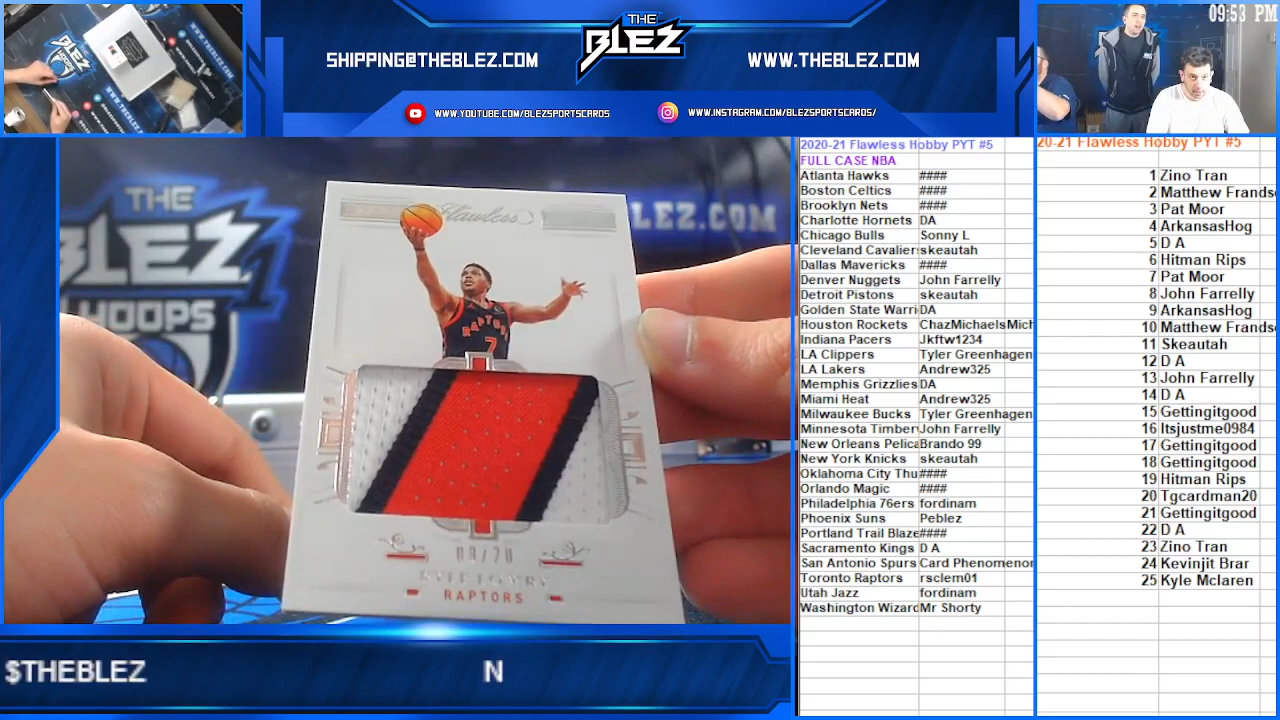 09:53 PM
THE
BLEZ
SHIPPING@THEBLEZ.COM
WWW.THEBLEZ.COM
WWW.YOUTUBE.COM/BLEZSPORTSCARDS
WWW.INSTAGRAM.COM/BLEZSPORTSCARDS/
THE
BLEZ
HOOPS
LEZ.COM
Flawless
RAPTORS
7
08/20
KYLE LOWRY
RAPTORS
2020-21 Flawless Hobby PYT #5
FULL CASE NBA
Atlanta Hawks ####
Boston Celtics ####
Brooklyn Nets ####
Charlotte Hornets DA
Chicago Bulls Sonny L
Cleveland Cavaliers skeautah
Dallas Mavericks ####
Denver Nuggets John Farrelly
Detroit Pistons skeautah
Golden State Warri DA
Houston Rockets ChazMichaelsMich
Indiana Pacers Jkftw1234
LA Clippers Tyler Greenhagen
LA Lakers Andrew325
Memphis Grizzlies DA
Miami Heat Andrew325
Milwaukee Bucks Tyler Greenhagen
Minnesota Timber John Farrelly
New Orleans Pelica Brando 99
New York Knicks skeautah
Oklahoma City Thu ####
Orlando Magic ####
Philadelphia 76ers fordinam
Phoenix Suns Peblez
Portland Trail Blaze ####
Sacramento Kings D A
San Antonio Spurs Card Phenomenon
Toronto Raptors rsclem01
Utah Jazz fordinam
Washington Wizard Mr Shorty
20-21 Flawless Hobby PYT #5
1 Zino Tran
2 Matthew Frands
3 Pat Moor
4 ArkansasHog
5 D A
6 Hitman Rips
7 Pat Moor
8 John Farrelly
9 ArkansasHog
10 Matthew Frands
11 Skeautah
12 D A
13 John Farrelly
14 D A
15 Gettingitgood
16 Itsjustme0984
17 Gettingitgood
18 Gettingitgood
19 Hitman Rips
20 Tgcardman20
21 Gettingitgood
22 D A
23 Zino Tran
24 Kevinjit Brar
25 Kyle Mclaren
$THEBLEZ
N